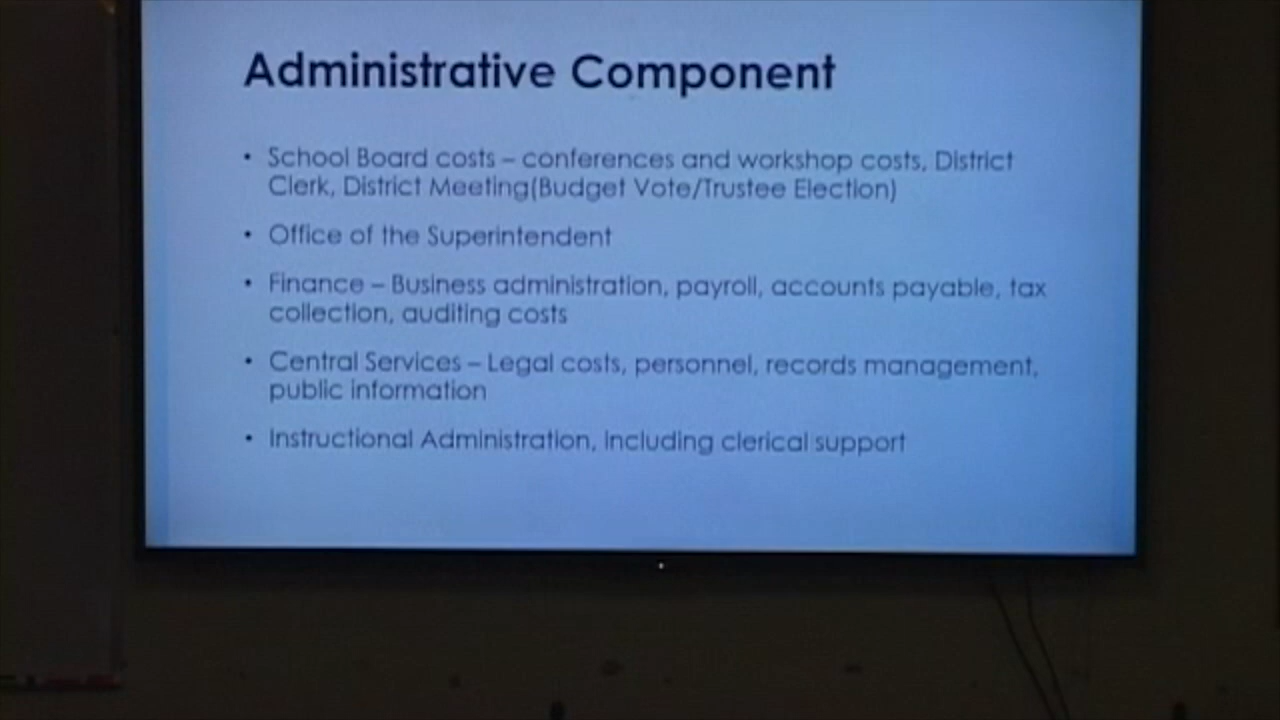 Administrative Component
• School Board costs – conferences and workshop costs, District
Clerk, District Meeting(Budget Vote/Trustee Election)
• Office of the Superintendent
• Finance – Business administration, payroll, accounts payable, tax
collection, auditing costs
• Central Services – Legal costs, personnel, records management,
public information
• Instructional Administration, including clerical support